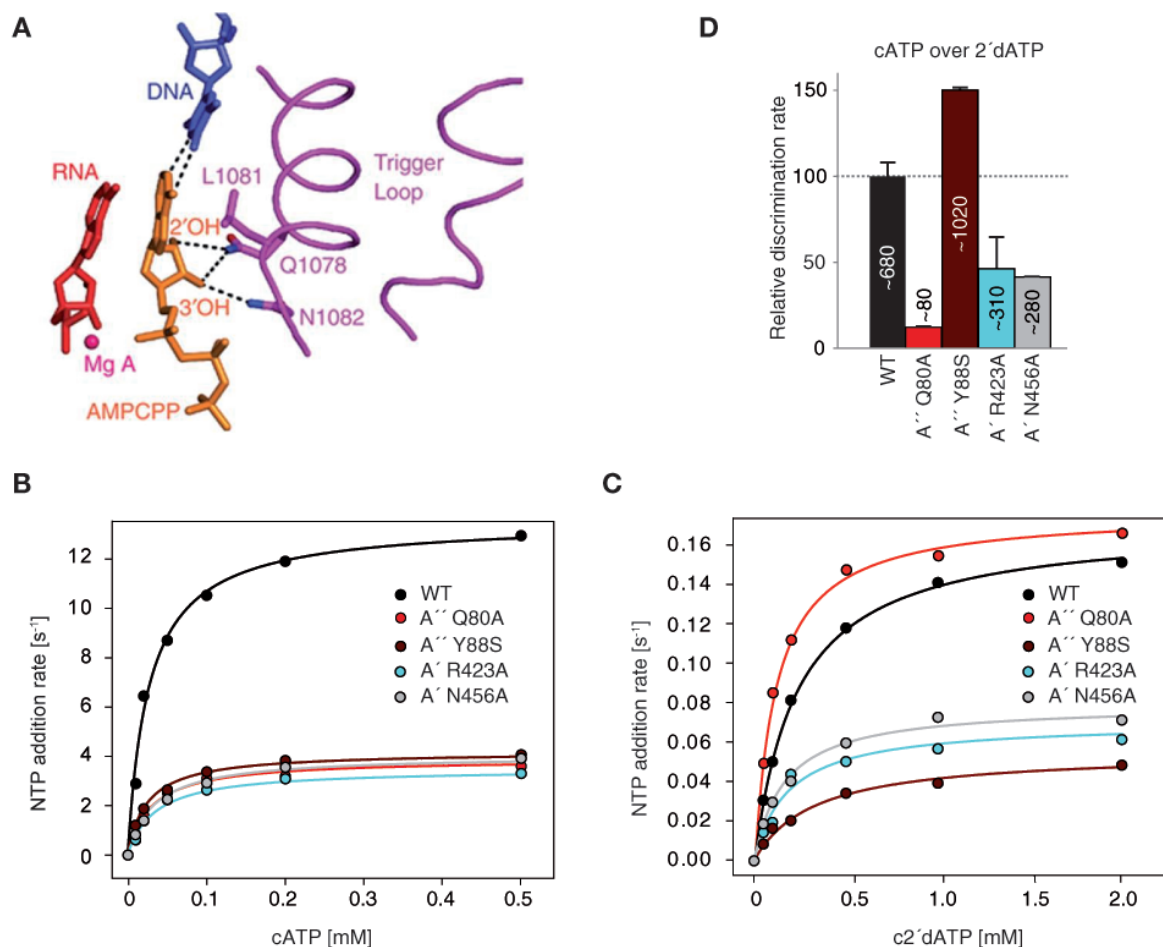 A
DNA
RNA
L1081
Trigger
Loop
2´OH
Q1078
3´OH
N1082
Mg A
AMPCPP
D
cATP over 2´dATP
Relative discrimination rate
150
100
50
0
~680
~80
~1020
~310
~280
WT
A´´ Q80A
A´´ Y88S
A´ R423A
A´ N456A
B
NTP addition rate [s⁻¹]
12
10
8
6
4
2
0
WT
A´´ Q80A
A´´ Y88S
A´ R423A
A´ N456A
0 0.1 0.2 0.3 0.4 0.5
cATP [mM]
C
NTP addition rate [s⁻¹]
0.16
0.14
0.12
0.10
0.08
0.06
0.04
0.02
0.00
WT
A´´ Q80A
A´´ Y88S
A´ R423A
A´ N456A
0 0.5 1.0 1.5 2.0
c2´dATP [mM]